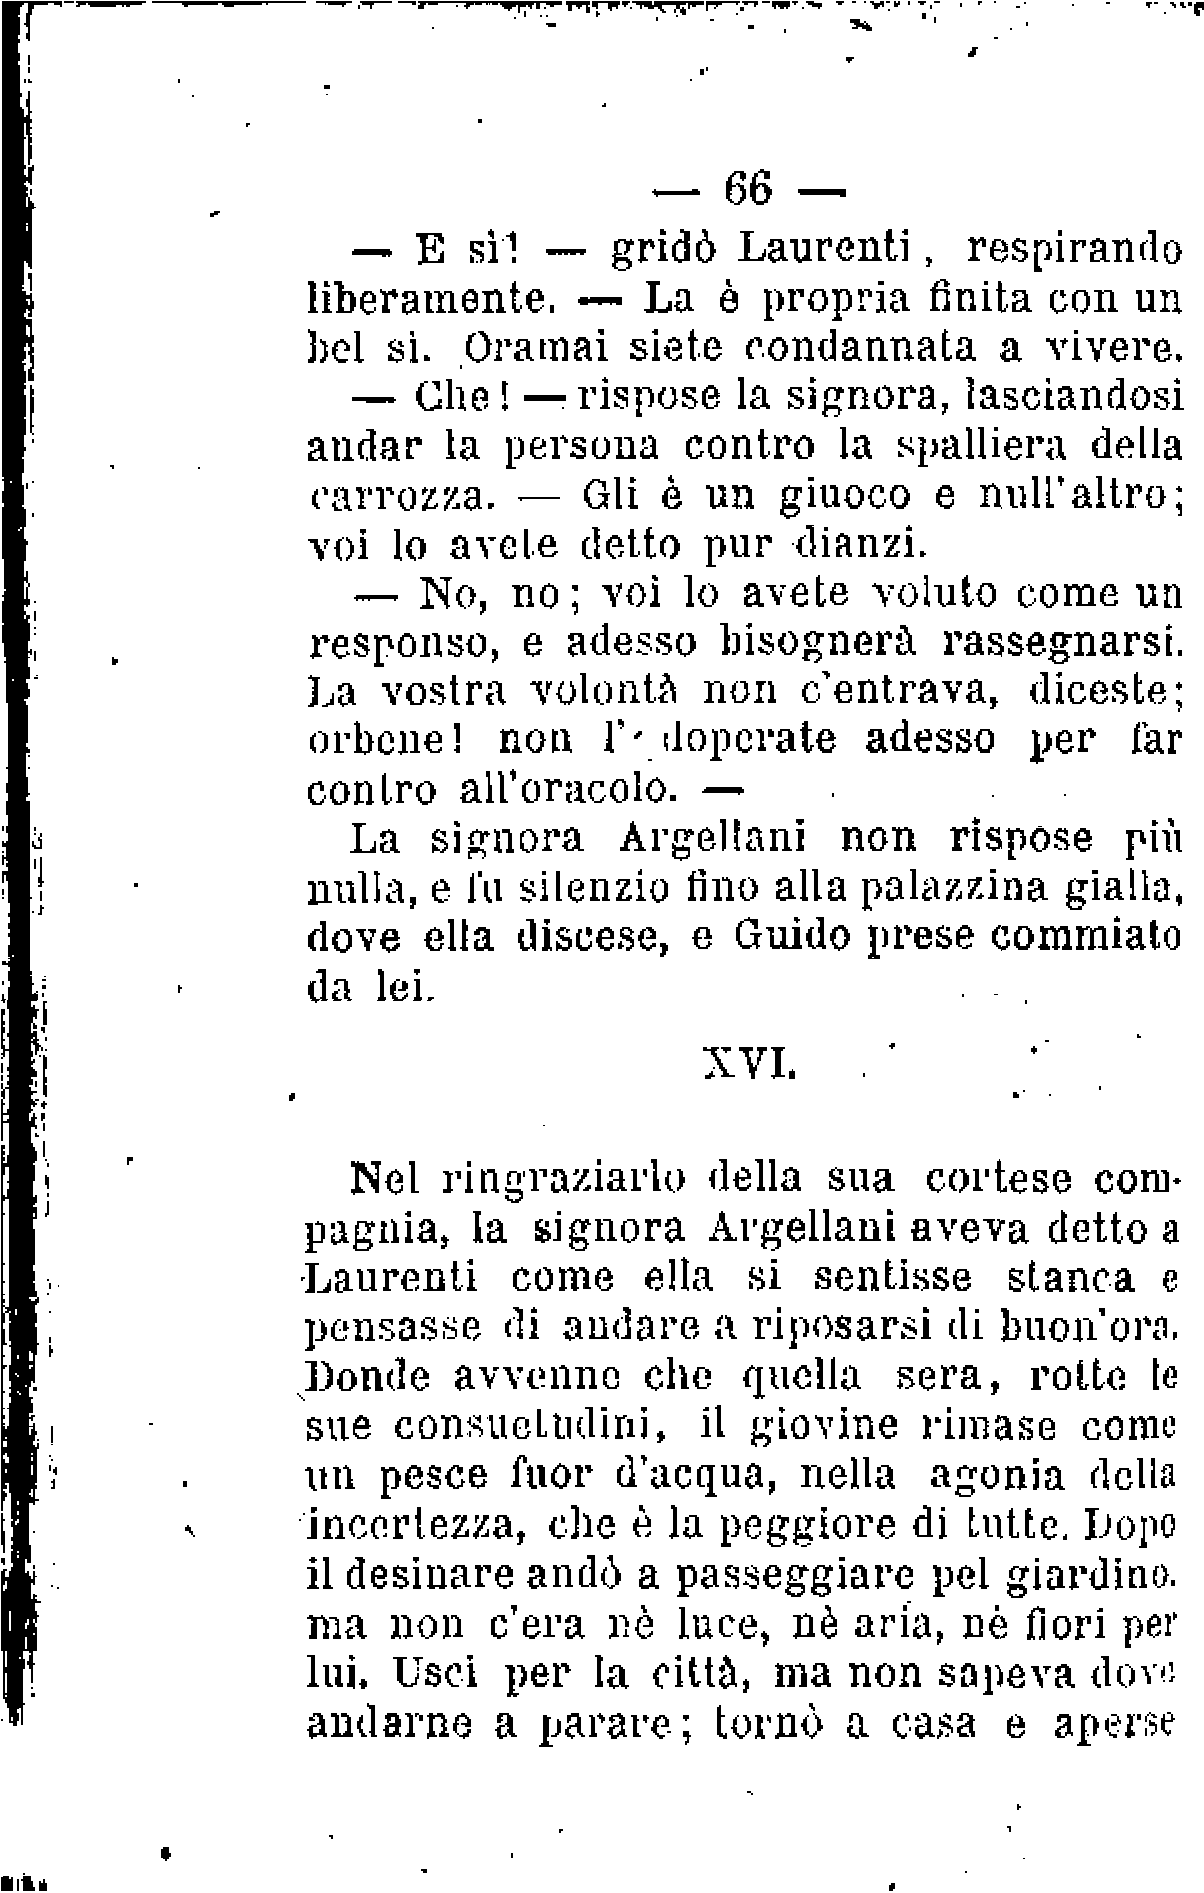 — 66 —
— E sì! — gridò Laurenti, respirando
liberamente. — La è propria finita con un
bel sì. Oramai siete condannata a vivere.
— Che! — rispose la signora, lasciandosi
andar la persona contro la spalliera della
carrozza. — Gli è un giuoco e null'altro;
voi lo avete detto pur dianzi.
— No, no; voi lo avete voluto come un
responso, e adesso bisognerà rassegnarsi.
La vostra volontà non c'entrava, diceste;
orbene! non l'adoperate adesso per far
contro all'oracolo. —
La signora Argellani non rispose più
nulla, e fu silenzio fino alla palazzina gialla,
dove ella discese, e Guido prese commiato
da lei.
XVI.
Nel ringraziarlo della sua cortese com-
pagnia, la signora Argellani aveva detto a
Laurenti come ella si sentisse stanca e
pensasse di andare a riposarsi di buon'ora.
Donde avvenne che quella sera, rotte le
sue consuetudini, il giovine rimase come
un pesce fuor d'acqua, nella agonia della
incertezza, che è la peggiore di tutte. Dopo
il desinare andò a passeggiare pel giardino.
ma non c'era nè luce, nè aria, nè fiori per
lui. Uscì per la città, ma non sapeva dove
andarne a parare; tornò a casa e aperse